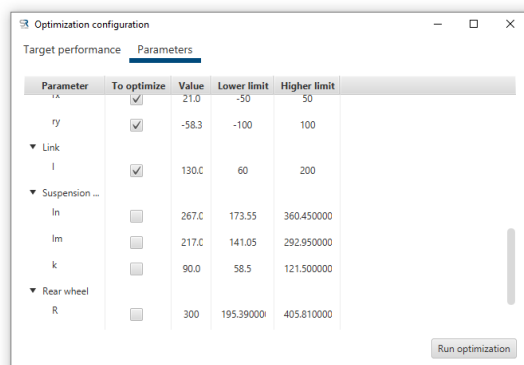 Optimization configuration
Target performance Parameters
Parameter To optimize Value Lower limit Higher limit
rx 21.0 -50 50
ry -58.3 -100 100
Link
l 130.0 60 200
Suspension ...
ln 267.0 173.55 360.450000
lm 217.0 141.05 292.950000
k 90.0 58.5 121.500000
Rear wheel
R 300 195.390000 405.810000
Run optimization